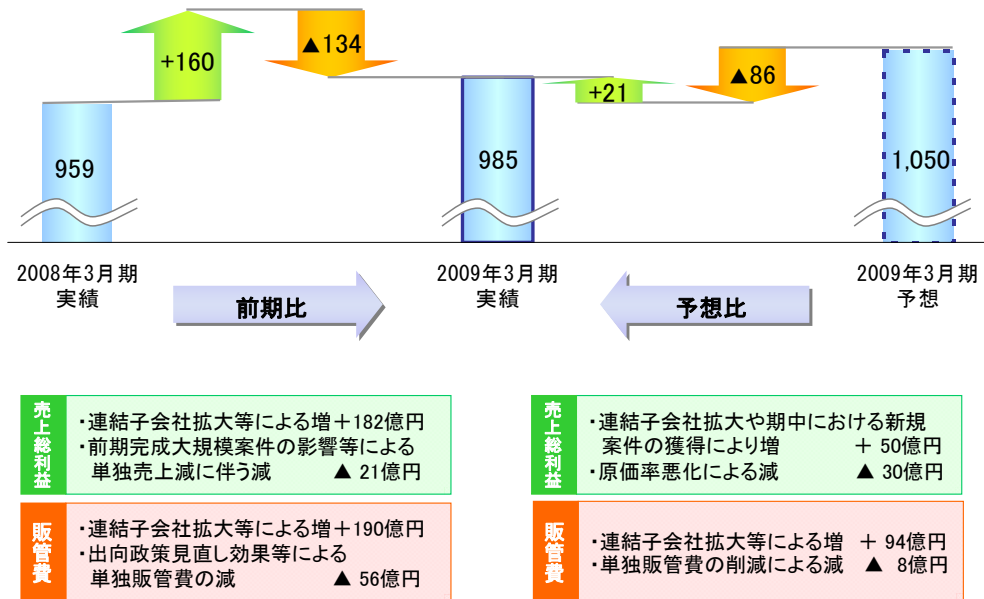 +160
▲134
+21
▲86
959
985
1,050
2008年3月期
実績
2009年3月期
実績
2009年3月期
予想
前期比
予想比
売上総利益
・連結子会社拡大等による増+182億円
・前期完成大規模案件の影響等による
単独売上減に伴う減 ▲ 21億円
販管費
・連結子会社拡大等による増+190億円
・出向政策見直し効果等による
単独販管費の減 ▲ 56億円
売上総利益
・連結子会社拡大や期中における新規
案件の獲得により増 + 50億円
・原価率悪化による減 ▲ 30億円
販管費
・連結子会社拡大等による増 + 94億円
・単独販管費の削減による減 ▲ 8億円